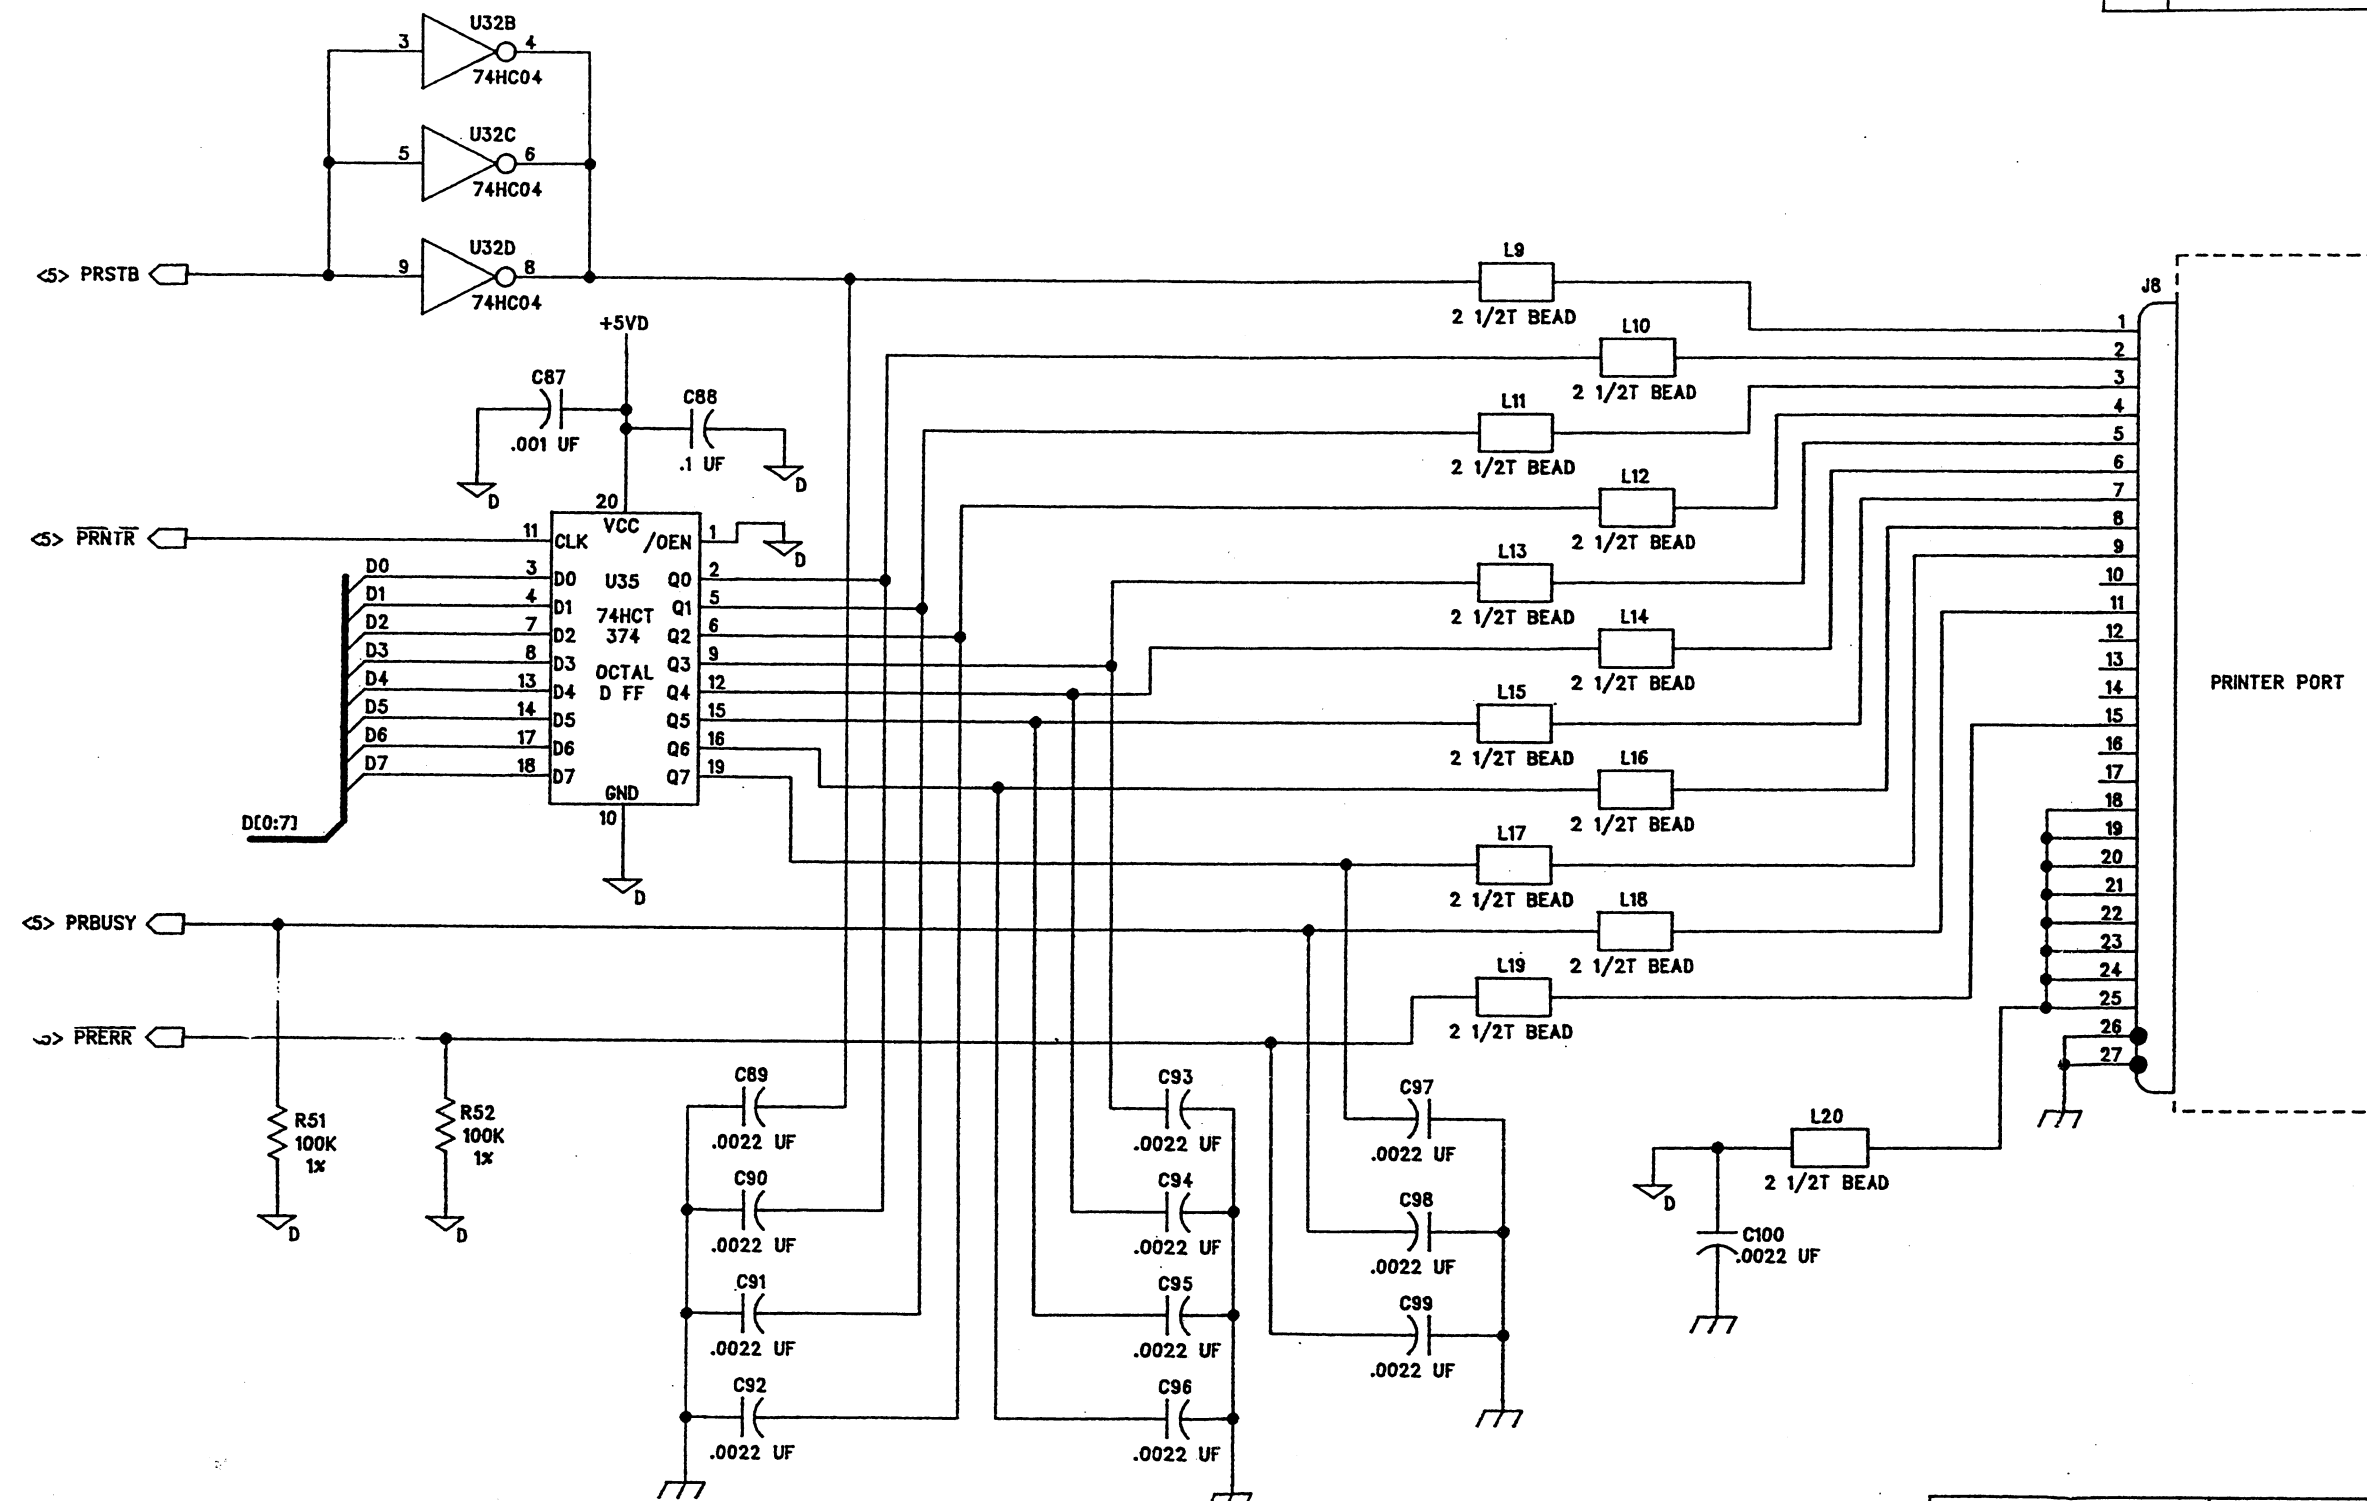 U32B
3
4
74HC04
U32C
5
6
74HC04
U32D
<5> PRSTB
9
8
74HC04
L9
2 1/2T BEAD
J8
+5VD
C87
.001 UF
D
C88
.1 UF
D
L10
2 1/2T BEAD
L11
2 1/2T BEAD
L12
2 1/2T BEAD
L13
2 1/2T BEAD
L14
2 1/2T BEAD
L15
2 1/2T BEAD
L16
2 1/2T BEAD
L17
2 1/2T BEAD
L18
2 1/2T BEAD
L19
2 1/2T BEAD
1
2
3
4
5
6
7
8
9
10
11
12
13
14
15
16
17
18
19
20
21
22
23
24
25
26
27
PRINTER PORT
<5> PRNTR
20
VCC
11 CLK
/OEN 1
D
D0 3 D0
U35
Q0 2
D1 4 D1
74HCT
Q1 5
D2 7 D2
374
Q2 6
D3 8 D3
OCTAL
Q3 9
D4 13 D4
D FF
Q4 12
D5 14 D5
Q5 15
D6 17 D6
Q6 16
D7 18 D7
Q7 19
GND
10
D
D[0:7]
<5> PRBUSY
PRERR
R51
100K
1%
D
R52
100K
1%
D
C89
.0022 UF
C90
.0022 UF
C91
.0022 UF
C92
.0022 UF
C93
.0022 UF
C94
.0022 UF
C95
.0022 UF
C96
.0022 UF
C97
.0022 UF
C98
.0022 UF
C99
.0022 UF
L20
2 1/2T BEAD
D
C100
.0022 UF